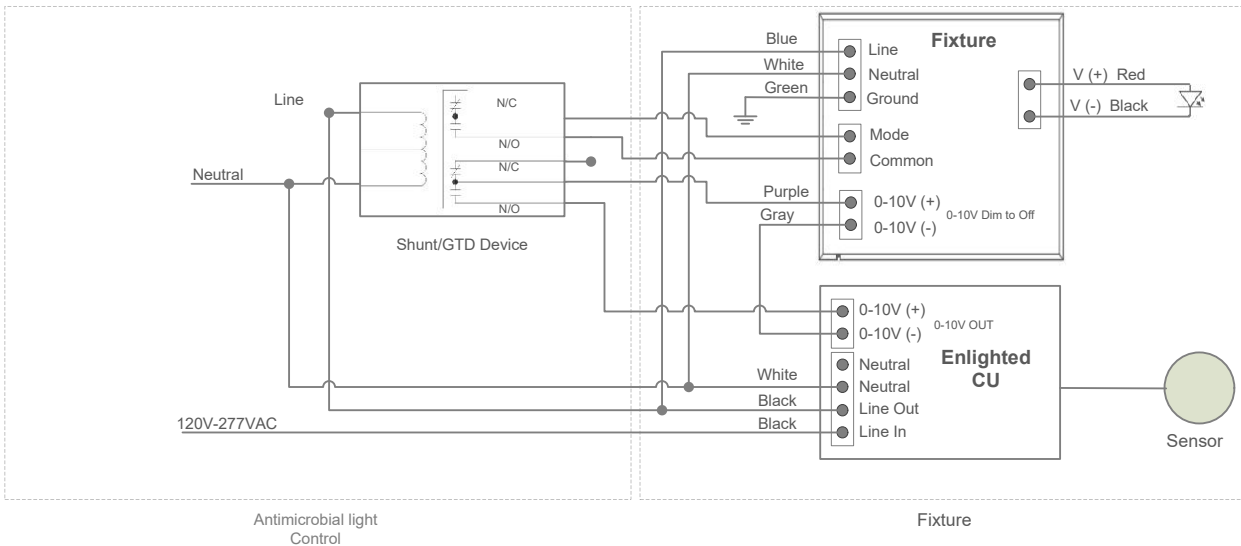 Line
Neutral
N/C
N/O
N/C
N/O
Shunt/GTD Device
120V-277VAC
Antimicrobial light
Control
Blue
White
Green
Purple
Gray
White
Black
Black
Fixture
Line
Neutral
Ground
Mode
Common
0-10V (+)
0-10V (-)
0-10V Dim to Off
V (+) Red
V (-) Black
0-10V (+)
0-10V (-)
0-10V OUT
Enlighted
CU
Neutral
Neutral
Line Out
Line In
Sensor
Fixture